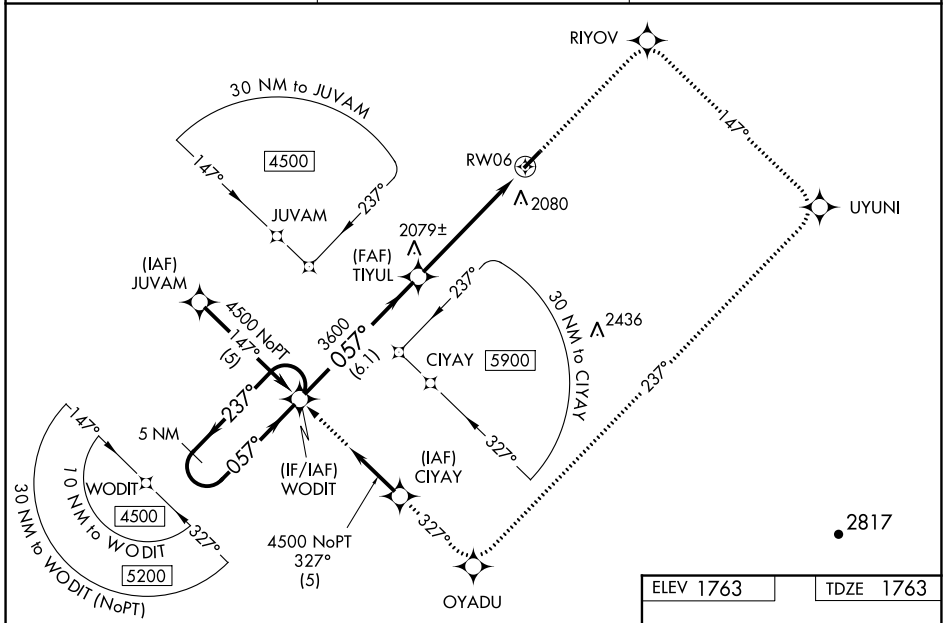 RIYOV
30 NM to JUVAM
147°
4500
237°
JUVAM
147°
RW06
2080
UYUNI
2079±
(FAF)
TIYUL
(IAF)
JUVAM
4500 NoPT
147°
(5)
237°
30 NM to CIYAY
2436
3600
057°
(6.1)
CIYAY
5900
237°
237°
5 NM
057°
327°
(IF/IAF)
WODIT
(IAF)
CIYAY
147°
WODIT
4500
10 NM to WODIT
327°
5200
30 NM to WODIT (NoPT)
4500 NoPT
327°
(5)
327°
OYADU
2817
ELEV 1763
TDZE 1763